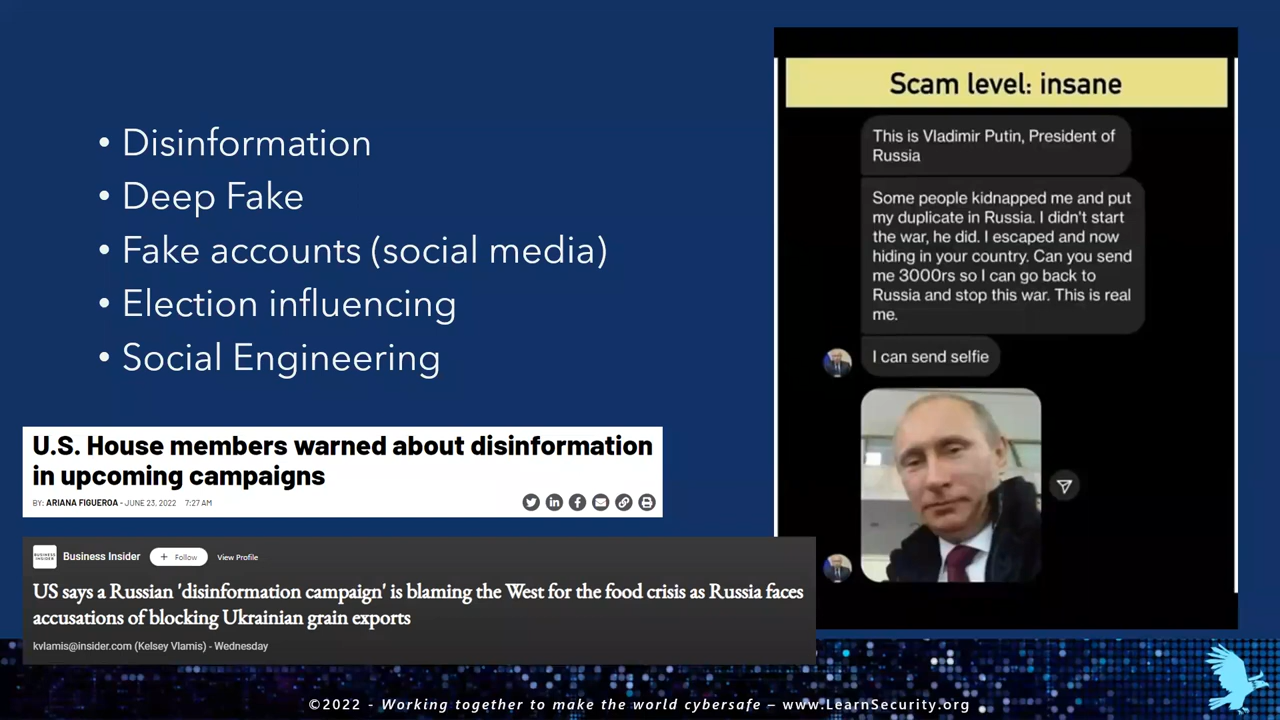 • Disinformation
• Deep Fake
• Fake accounts (social media)
• Election influencing
• Social Engineering
U.S. House members warned about disinformation
in upcoming campaigns
BY: ARIANA FIGUEROA - JUNE 23, 2022 7:27 AM
BUSINESS
INSIDER
Business Insider
+ Follow
View Profile
US says a Russian 'disinformation campaign' is blaming the West for the food crisis as Russia faces
accusations of blocking Ukrainian grain exports
kvlamis@insider.com (Kelsey Vlamis) - Wednesday
Scam level: insane
This is Vladimir Putin, President of
Russia
Some people kidnapped me and put
my duplicate in Russia. I didn't start
the war, he did. I escaped and now
hiding in your country. Can you send
me 3000rs so I can go back to
Russia and stop this war. This is real
me.
I can send selfie
©2022 - Working together to make the world cybersafe – www.LearnSecurity.org